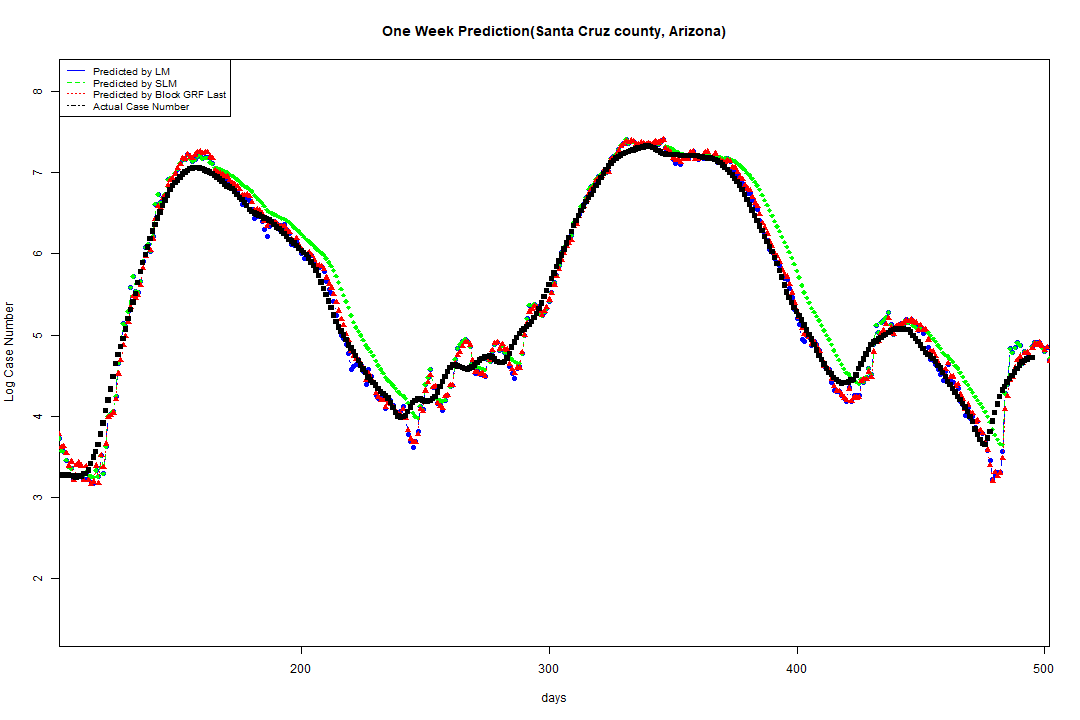 One Week Prediction(Santa Cruz county, Arizona)
Predicted by LM
Predicted by SLM
Predicted by Block GRF Last
Actual Case Number
8
7
6
5
4
3
2
Log Case Number
200 300 400 500
days